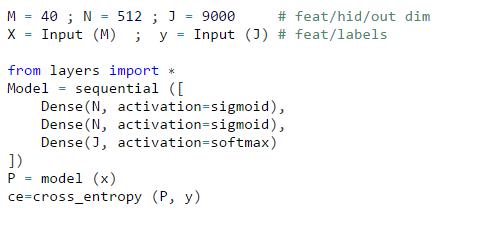 M = 40 ; N = 512 ; J = 9000     # feat/hid/out dim
X = Input (M)  ;  y = Input (J) # feat/labels
from layers import *
Model = sequential ([
    Dense(N, activation=sigmoid),
    Dense(N, activation=sigmoid),
    Dense(J, activation=softmax)
])
P = model (x)
ce=cross_entropy (P, y)